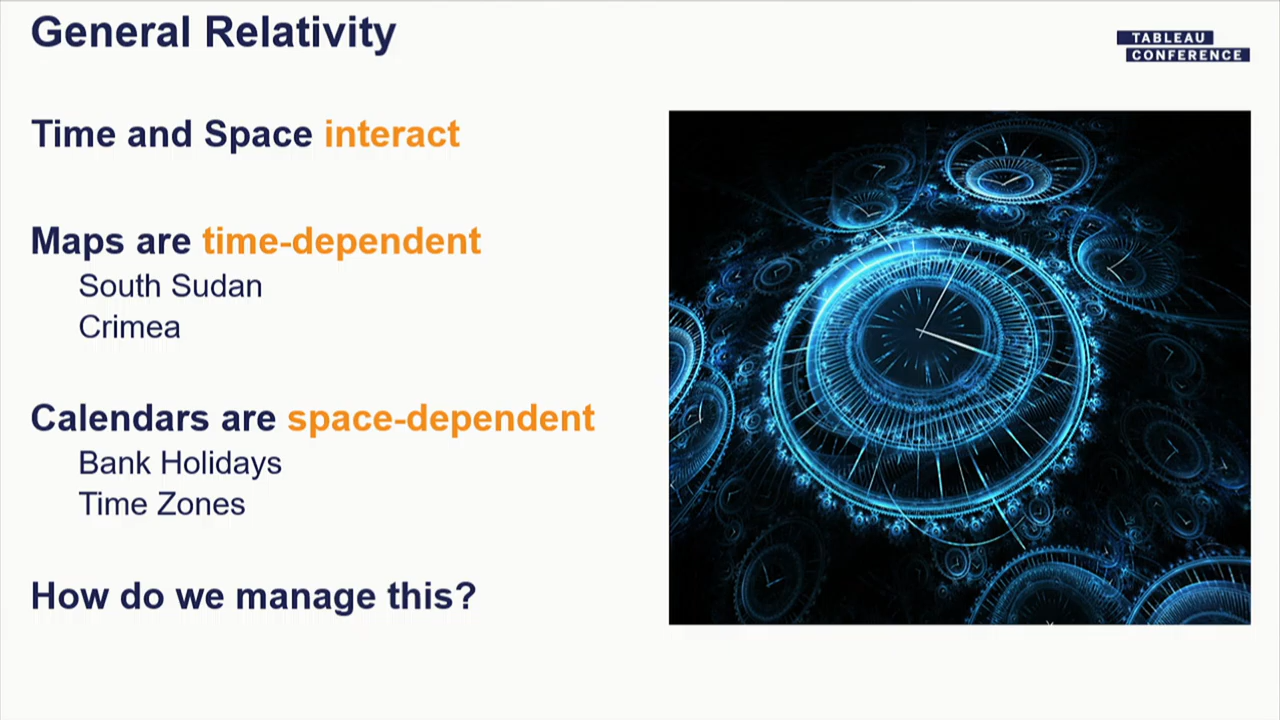 General Relativity
TABLEAU
CONFERENCE
Time and Space interact
Maps are time-dependent
South Sudan
Crimea
Calendars are space-dependent
Bank Holidays
Time Zones
How do we manage this?